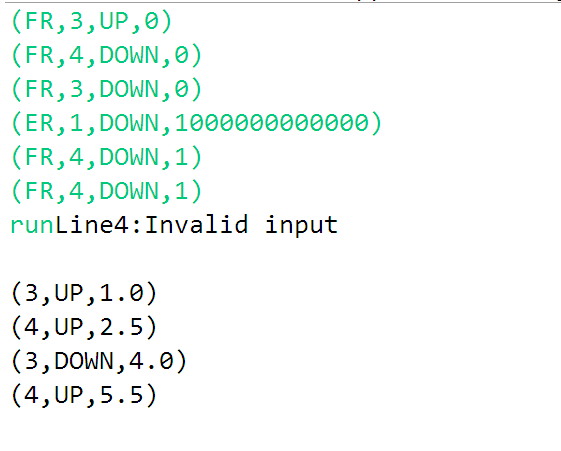 (FR,3,UP,0)
(FR,4,DOWN,0)
(FR,3,DOWN,0)
(ER,1,DOWN,1000000000000)
(FR,4,DOWN,1)
(FR,4,DOWN,1)
runLine4:Invalid input
(3,UP,1.0)
(4,UP,2.5)
(3,DOWN,4.0)
(4,UP,5.5)